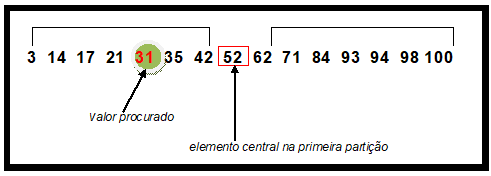 3 14 17 21 31 35 42 52 62 71 84 93 94 98 100
Valor procurado
elemento central na primeira partição